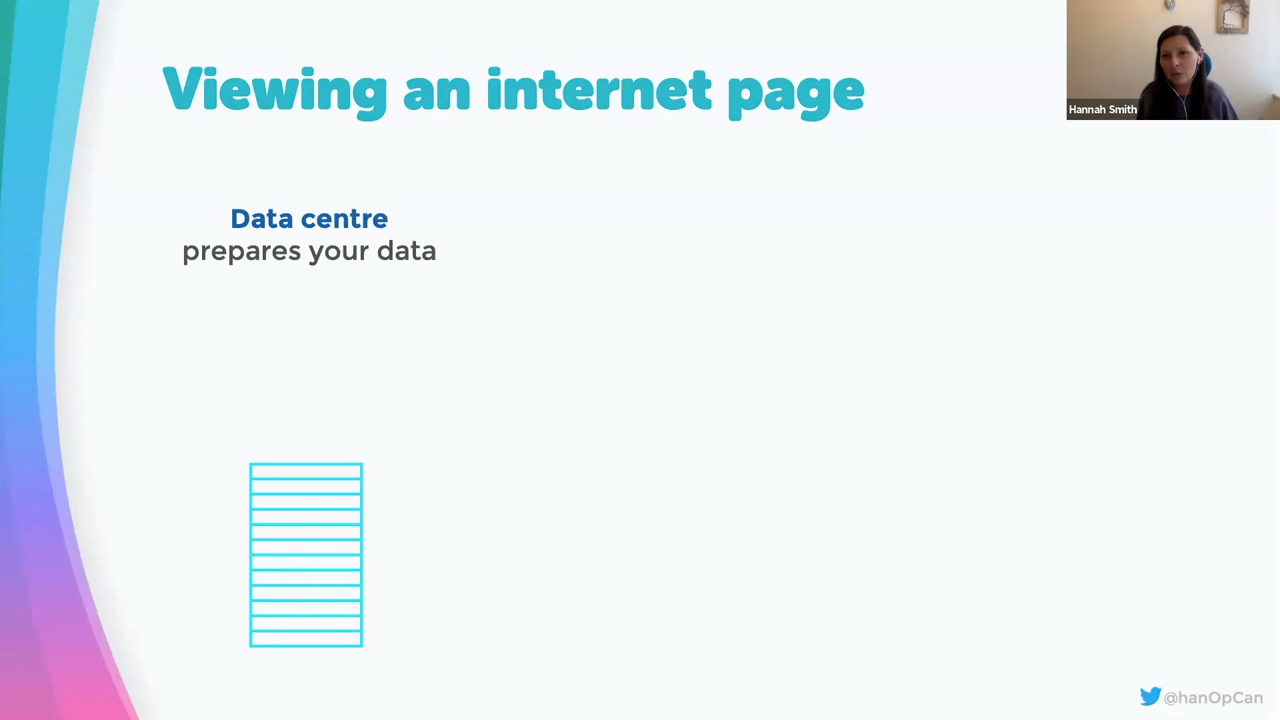 Viewing an internet page
Hannah Smith
Data centre
prepares your data
@hanOpCan